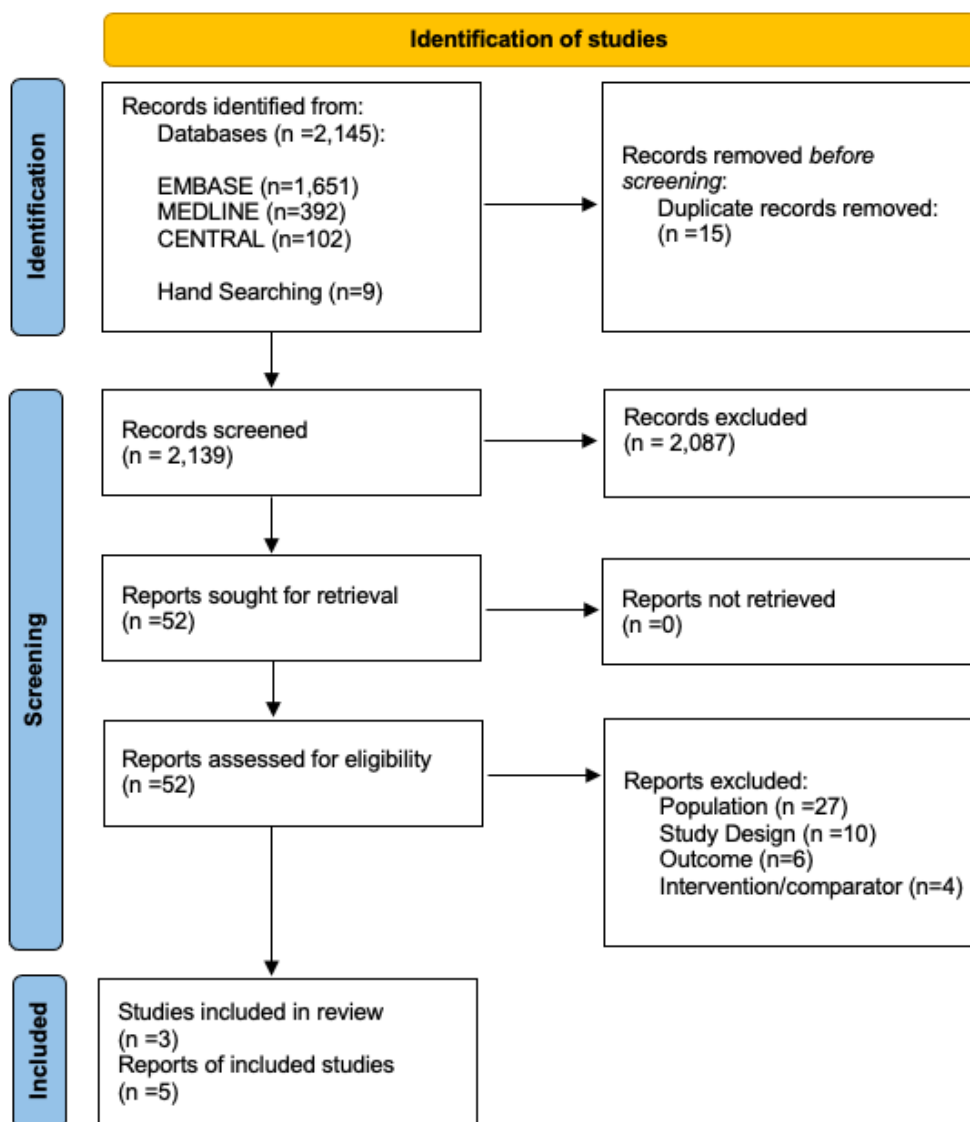 Identification of studies
Identification
Records identified from:
Databases (n =2,145):
EMBASE (n=1,651)
MEDLINE (n=392)
CENTRAL (n=102)
Hand Searching (n=9)
Records removed before
screening:
Duplicate records removed:
(n =15)
Screening
Records screened
(n = 2,139)
Records excluded
(n = 2,087)
Reports sought for retrieval
(n =52)
Reports not retrieved
(n =0)
Reports assessed for eligibility
(n =52)
Reports excluded:
Population (n =27)
Study Design (n =10)
Outcome (n=6)
Intervention/comparator (n=4)
Included
Studies included in review
(n =3)
Reports of included studies
(n =5)